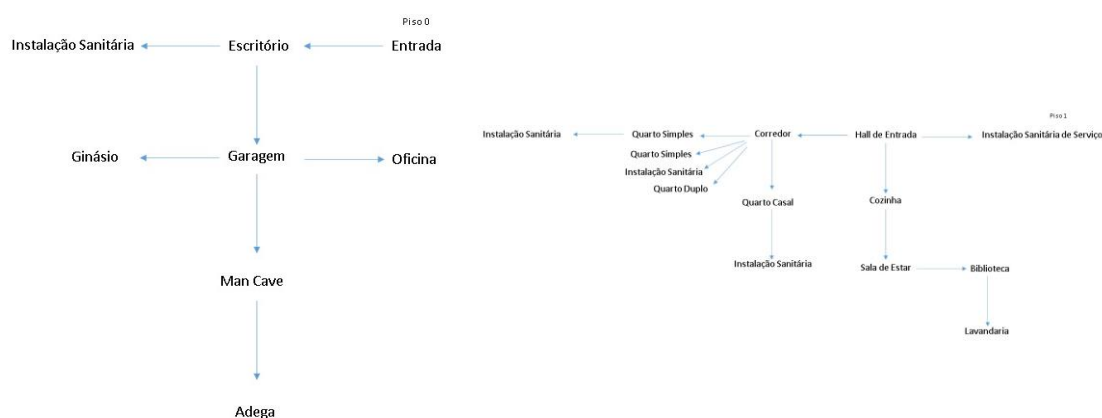 Piso 0
Instalação Sanitária
Escritório
Entrada
Ginásio
Garagem
Oficina
Man Cave
Adega
Piso 1
Instalação Sanitária
Quarto Simples
Corredor
Hall de Entrada
Instalação Sanitária de Serviço
Quarto Simples
Instalação Sanitária
Quarto Duplo
Quarto Casal
Cozinha
Instalação Sanitária
Sala de Estar
Biblioteca
Lavandaria